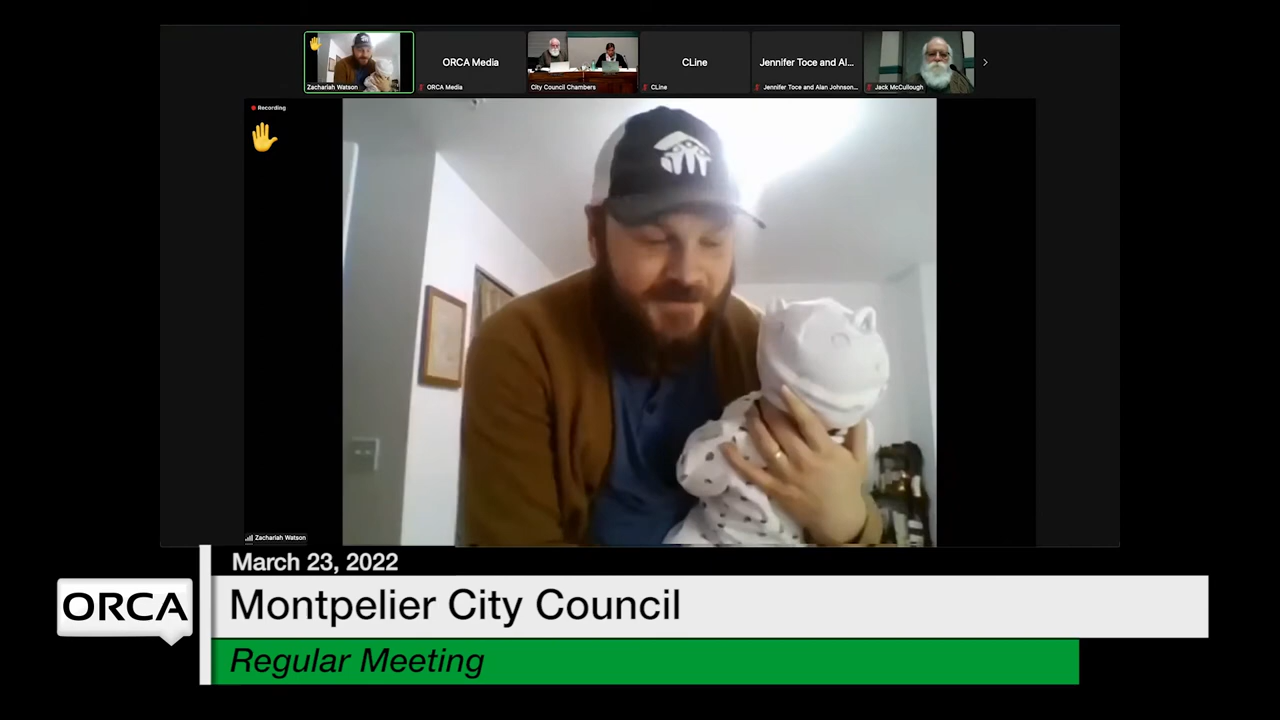 ORCA Media
CLine
Jennifer Toce and Al...
Zachariah Watson
ORCA Media
City Council Chambers
CLine
Jennifer Toce and Alan Johnson...
Jack McCullough
Recording
Zachariah Watson
March 23, 2022
ORCA
Montpelier City Council
Regular Meeting